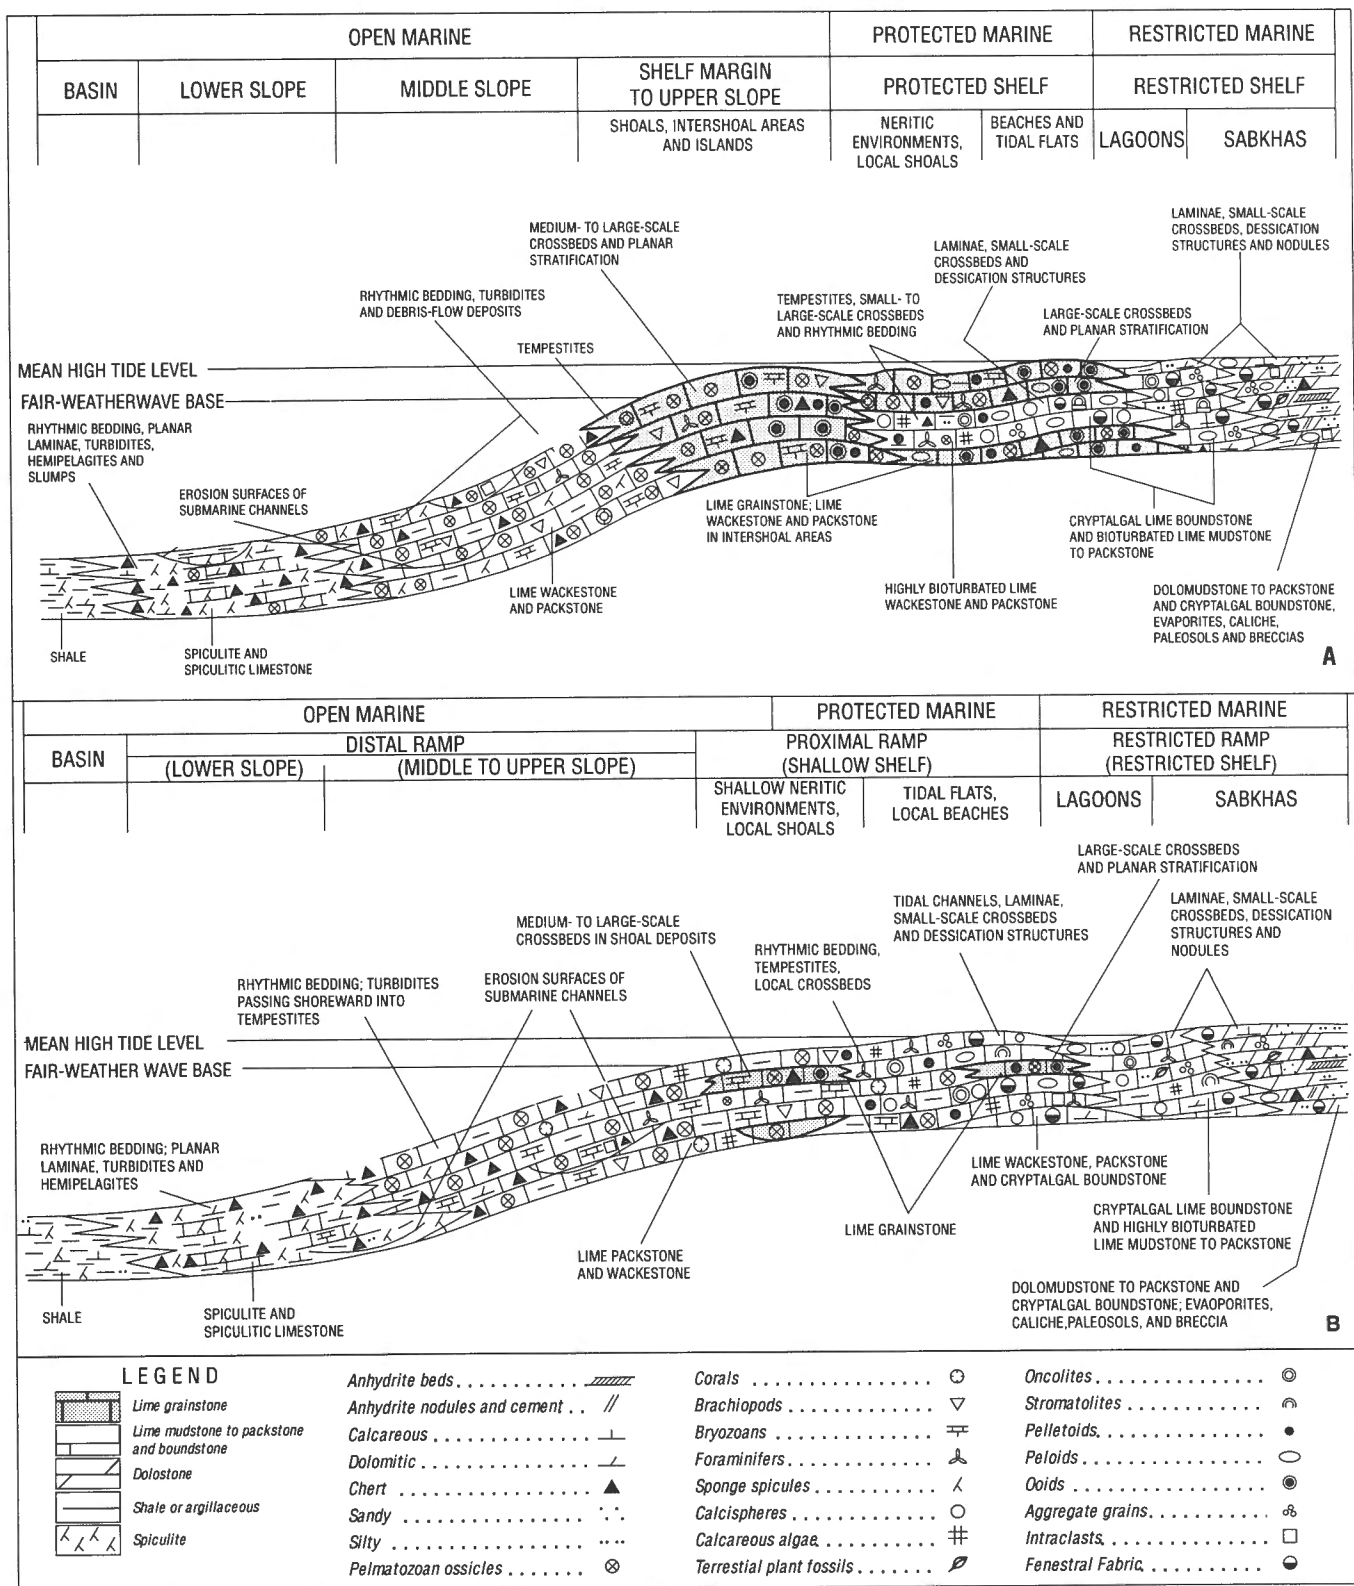 OPEN MARINE
PROTECTED MARINE
RESTRICTED MARINE
BASIN
LOWER SLOPE
MIDDLE SLOPE
SHELF MARGIN
TO UPPER SLOPE
PROTECTED SHELF
RESTRICTED SHELF
SHOALS, INTERSHOAL AREAS
AND ISLANDS
NERITIC
ENVIRONMENTS,
LOCAL SHOALS
BEACHES AND
TIDAL FLATS
LAGOONS
SABKHAS
MEDIUM- TO LARGE-SCALE
CROSSBEDS AND PLANAR
STRATIFICATION
LAMINAE, SMALL-SCALE
CROSSBEDS AND
DESSICATION STRUCTURES
LAMINAE, SMALL-SCALE
CROSSBEDS, DESSICATION
STRUCTURES AND NODULES
RHYTHMIC BEDDING, TURBIDITES
AND DEBRIS-FLOW DEPOSITS
TEMPESTITES, SMALL- TO
LARGE-SCALE CROSSBEDS
AND RHYTHMIC BEDDING
LARGE-SCALE CROSSBEDS
AND PLANAR STRATIFICATION
TEMPESTITES
MEAN HIGH TIDE LEVEL
FAIR-WEATHERWAVE BASE
RHYTHMIC BEDDING, PLANAR
LAMINAE, TURBIDITES,
HEMIPELAGITES AND
SLUMPS
EROSION SURFACES OF
SUBMARINE CHANNELS
LIME GRAINSTONE; LIME
WACKESTONE AND PACKSTONE
IN INTERSHOAL AREAS
CRYPTALGAL LIME BOUNDSTONE
AND BIOTURBATED LIME MUDSTONE
TO PACKSTONE
LIME WACKESTONE
AND PACKSTONE
HIGHLY BIOTURBATED LIME
WACKESTONE AND PACKSTONE
DOLOMUDSTONE TO PACKSTONE
AND CRYPTALGAL BOUNDSTONE,
EVAPORITES, CALICHE,
PALEOSOLS AND BRECCIAS
SHALE
SPICULITE AND
SPICULITIC LIMESTONE
A
OPEN MARINE
PROTECTED MARINE
RESTRICTED MARINE
BASIN
DISTAL RAMP
(LOWER SLOPE)
(MIDDLE TO UPPER SLOPE)
PROXIMAL RAMP
(SHALLOW SHELF)
RESTRICTED RAMP
(RESTRICTED SHELF)
SHALLOW NERITIC
ENVIRONMENTS,
LOCAL SHOALS
TIDAL FLATS,
LOCAL BEACHES
LAGOONS
SABKHAS
LARGE-SCALE CROSSBEDS
AND PLANAR STRATIFICATION
TIDAL CHANNELS, LAMINAE,
SMALL-SCALE CROSSBEDS
AND DESSICATION STRUCTURES
LAMINAE, SMALL-SCALE
CROSSBEDS, DESSICATION
STRUCTURES AND
NODULES
MEDIUM- TO LARGE-SCALE
CROSSBEDS IN SHOAL DEPOSITS
RHYTHMIC BEDDING,
TEMPESTITES,
LOCAL CROSSBEDS
RHYTHMIC BEDDING; TURBIDITES
PASSING SHOREWARD INTO
TEMPESTITES
EROSION SURFACES OF
SUBMARINE CHANNELS
MEAN HIGH TIDE LEVEL
FAIR-WEATHER WAVE BASE
RHYTHMIC BEDDING; PLANAR
LAMINAE, TURBIDITES AND
HEMIPELAGITES
LIME WACKESTONE, PACKSTONE
AND CRYPTALGAL BOUNDSTONE
LIME GRAINSTONE
CRYPTALGAL LIME BOUNDSTONE
AND HIGHLY BIOTURBATED
LIME MUDSTONE TO PACKSTONE
LIME PACKSTONE
AND WACKESTONE
DOLOMUDSTONE TO PACKSTONE AND
CRYPTALGAL BOUNDSTONE; EVAOPORITES,
CALICHE,PALEOSOLS, AND BRECCIA
SHALE
SPICULITE AND
SPICULITIC LIMESTONE
B
LEGEND
Lime grainstone
Lime mudstone to packstone
and boundstone
Dolostone
Shale or argillaceous
Spiculite
Anhydrite beds
Anhydrite nodules and cement
Calcareous
Dolomitic
Chert
Sandy
Silty
Pelmatozoan ossicles
Corals
Brachiopods
Bryozoans
Foraminifers
Sponge spicules
Calcispheres
Calcareous algae
Terrestial plant fossils
Oncolites
Stromatolites
Pelletoids
Peloids
Ooids
Aggregate grains
Intraclasts
Fenestral Fabric